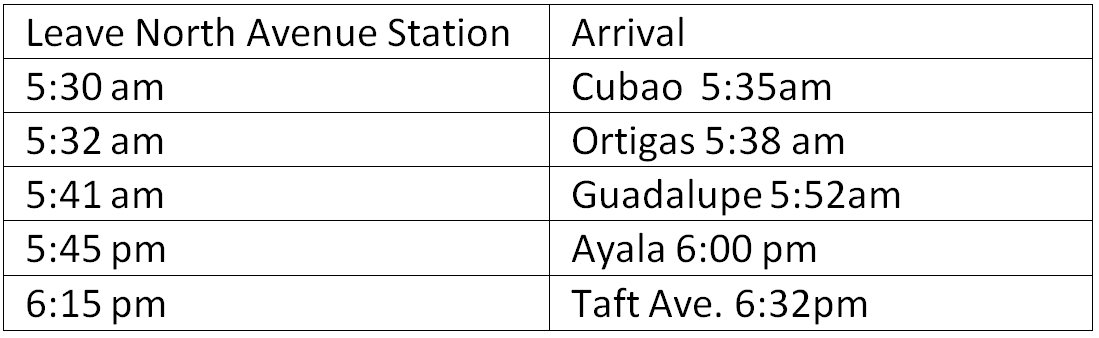 Leave North Avenue Station Arrival
5:30 am Cubao 5:35am
5:32 am Ortigas 5:38 am
5:41 am Guadalupe 5:52am
5:45 pm Ayala 6:00 pm
6:15 pm Taft Ave. 6:32pm